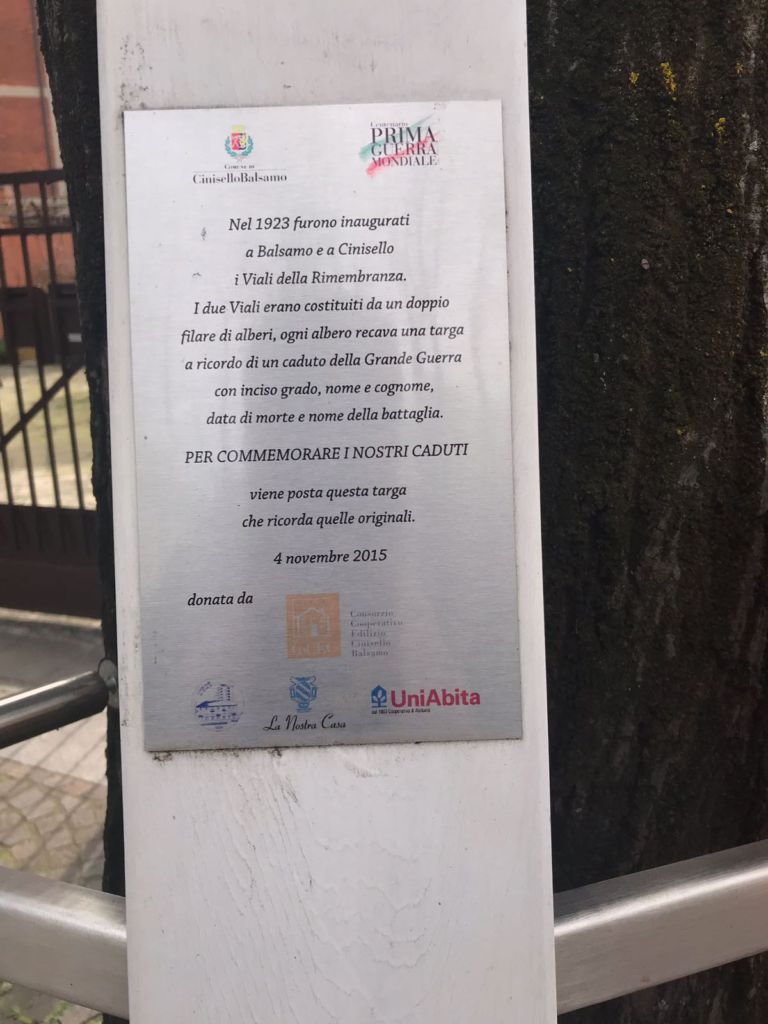 Comune di
CiniselloBalsamo
Centenario
PRIMA
GUERRA
MONDIALE
Nel 1923 furono inaugurati
a Balsamo e a Cinisello
i Viali della Rimembranza.
I due Viali erano costituiti da un doppio
filare di alberi, ogni albero recava una targa
a ricordo di un caduto della Grande Guerra
con inciso grado, nome e cognome,
data di morte e nome della battaglia.
PER COMMEMORARE I NOSTRI CADUTI
viene posta questa targa
che ricorda quelle originali.
4 novembre 2015
donata da
Consorzio
Cooperativo
Edilizio
Cinisello
Balsamo
La Nostra Casa
UniAbita